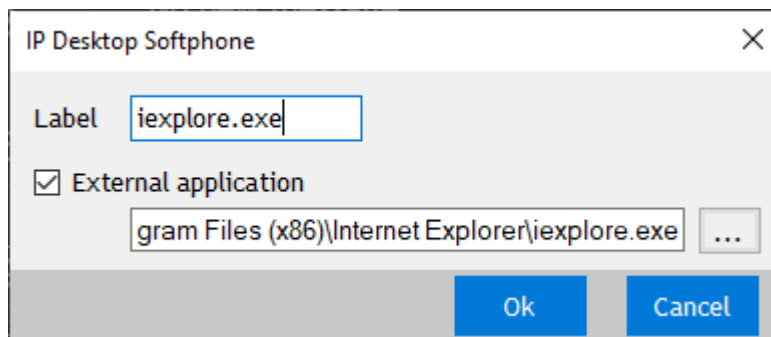 IP Desktop Softphone
Label iexplore.exe
External application
gram Files (x86)\Internet Explorer\iexplore.exe ...
Ok Cancel